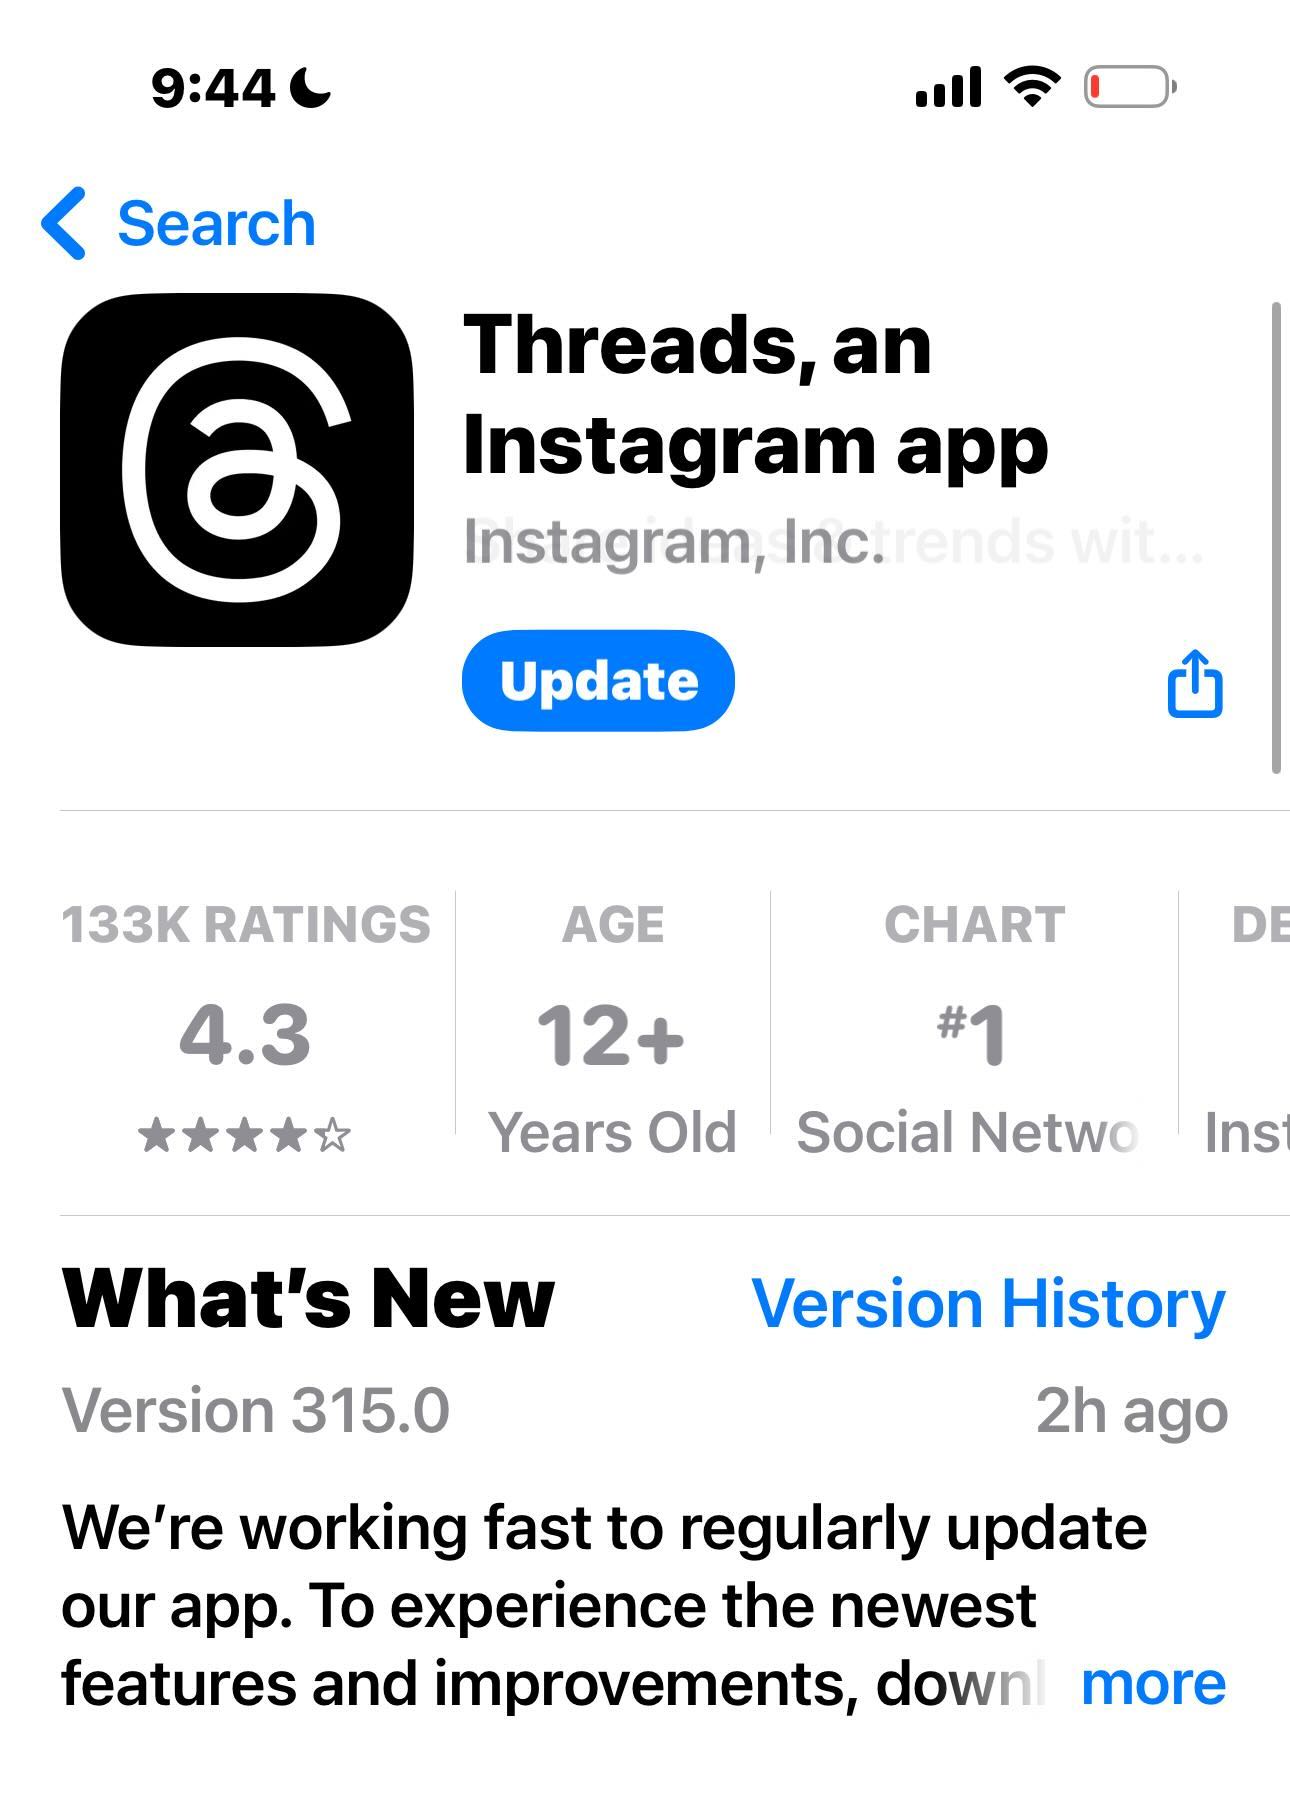 9:44
Search
Threads, an
Instagram app
Instagram, Inc.
Update
133K RATINGS
AGE
CHART
4.3
12+
#1
Years Old
Social Netwo
What's New
Version History
Version 315.0
2h ago
We're working fast to regularly update
our app. To experience the newest
features and improvements, downl more